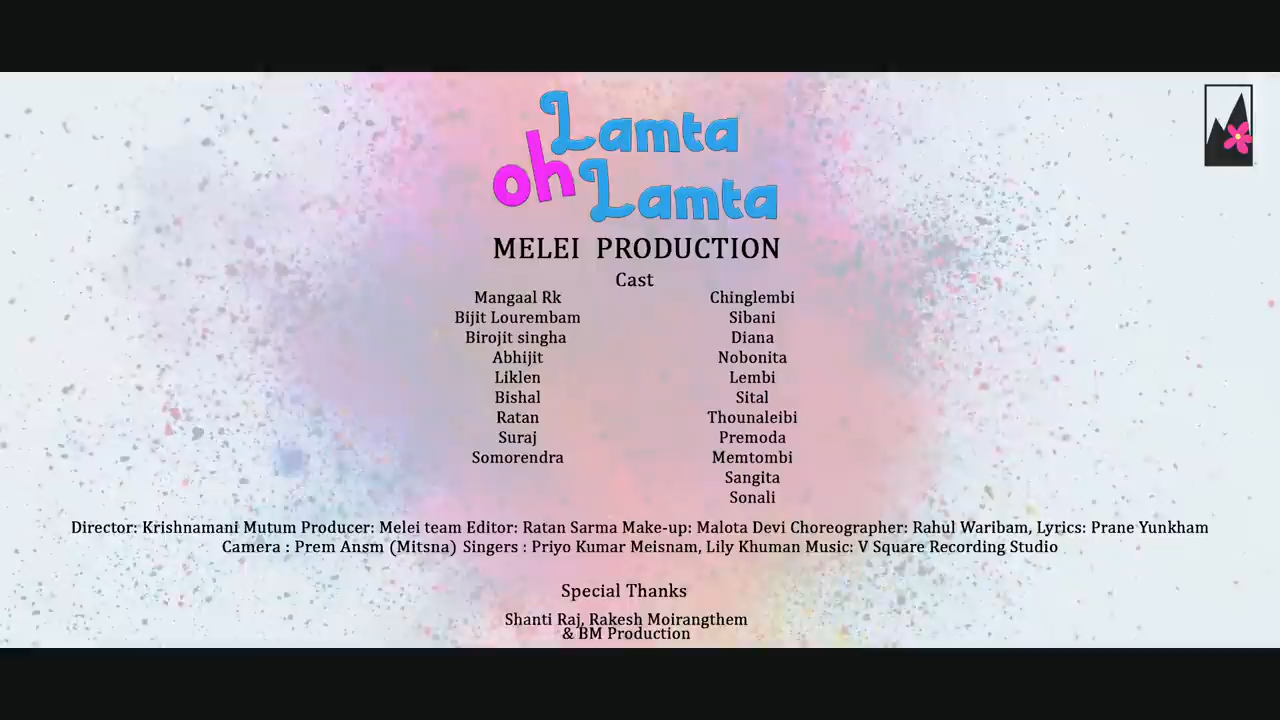 Lamta
oh Lamta
MELEI PRODUCTION
Cast
Mangaal Rk
Bijit Lourembam
Birojit singha
Abhijit
Liklen
Bishal
Ratan
Suraj
Somorendra
Chinglembi
Sibani
Diana
Nobonita
Lembi
Sital
Thounaleibi
Premoda
Memtombi
Sangita
Sonali
Director: Krishnamani Mutum Producer: Melei team Editor: Ratan Sarma Make-up: Malota Devi Choreographer: Rahul Waribam, Lyrics: Prane Yunkham
Camera : Prem Ansm (Mitsna) Singers : Priyo Kumar Meisnam, Lily Khuman Music: V Square Recording Studio
Special Thanks
Shanti Raj, Rakesh Moirangthem
& BM Production